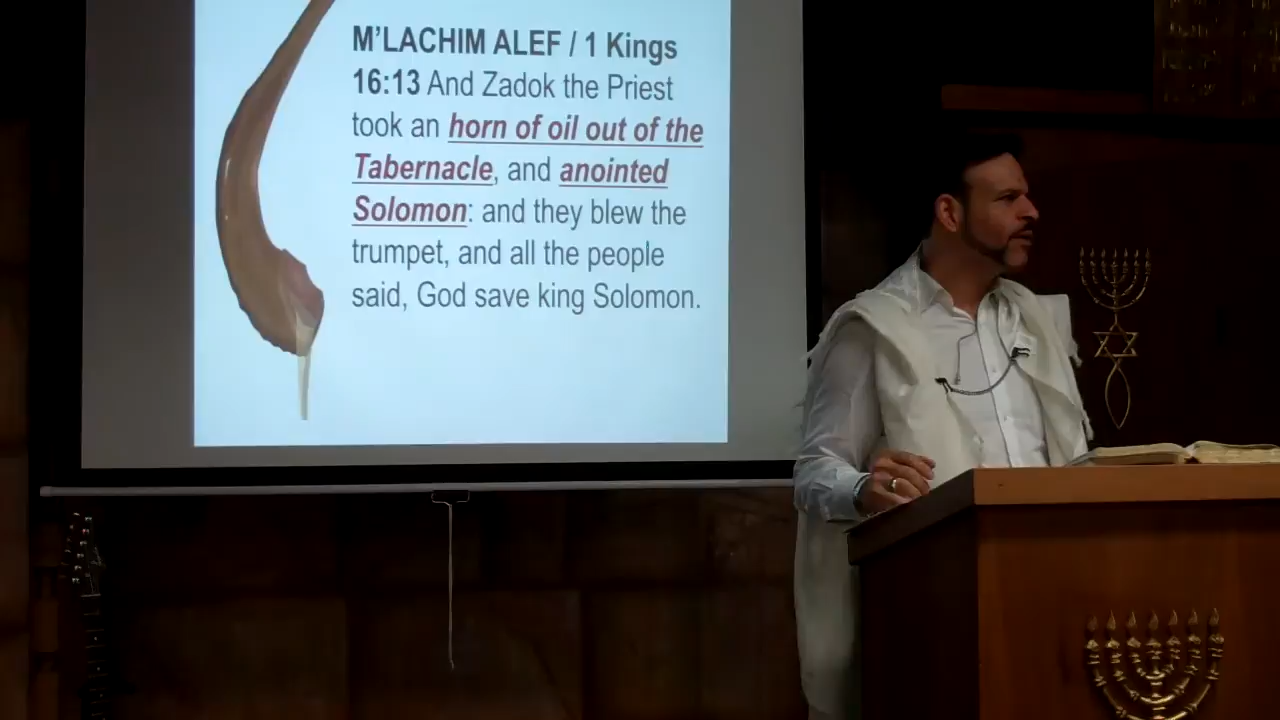 M'LACHIM ALEF / 1 Kings
16:13 And Zadok the Priest
took an horn of oil out of the
Tabernacle, and anointed
Solomon: and they blew the
trumpet, and all the people
said, God save king Solomon.